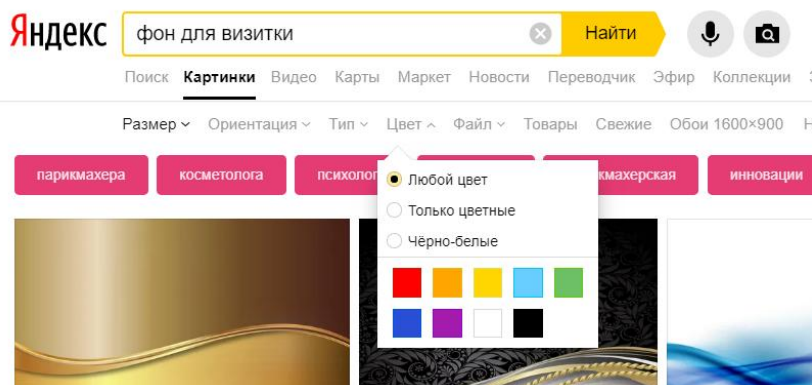 Яндекс фон для визитки Найти
Поиск Картинки Видео Карты Маркет Новости Переводчик Эфир Коллекции
Размер Ориентация Тип Цвет Файл Товары Свежие Обои 1600×900 Н
парикмахера косметолога психолог кмахерская инновации
Любой цвет
Только цветные
Чёрно-белые